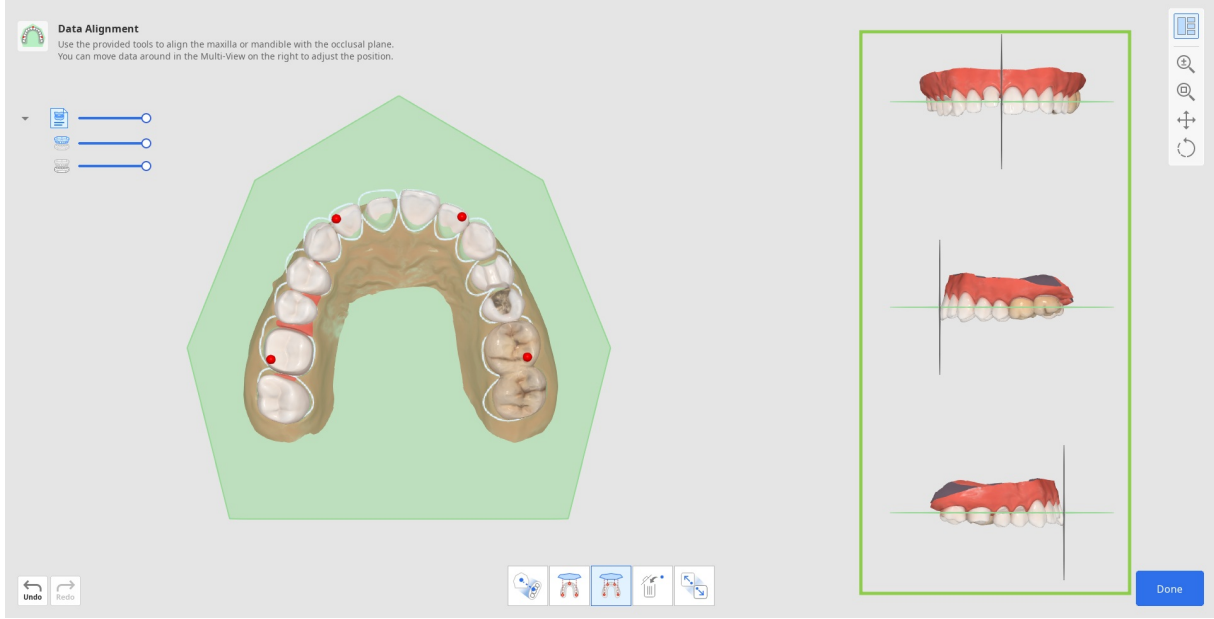 Data Alignment
Use the provided tools to align the maxilla or mandible with the occlusal plane.
You can move data around in the Multi-View on the right to adjust the position.
Undo
Redo
Done